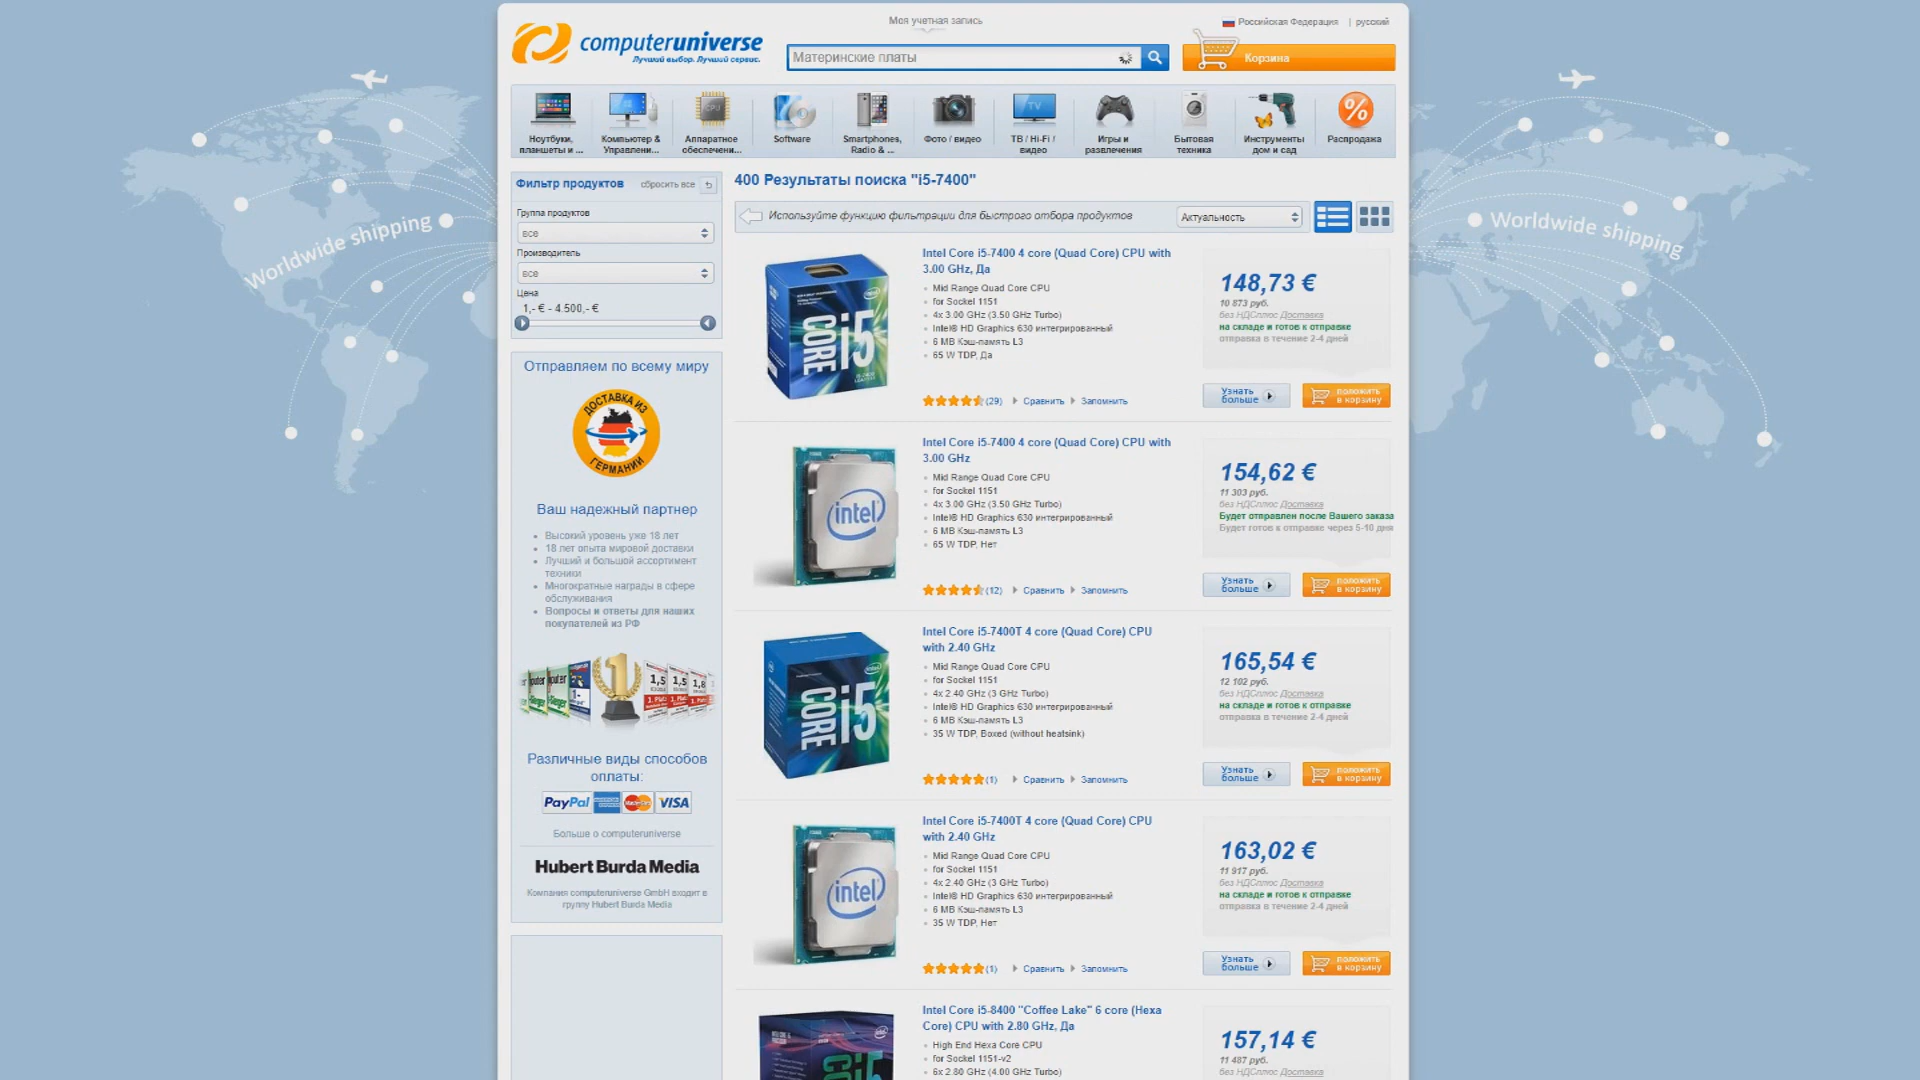 Моя учетная запись
Российская Федерация | русский
computeruniverse
Лучший выбор. Лучший сервис.
Материнские платы
Корзина
Ноутбуки, планшеты и ...
Компьютер & Управлени...
Аппаратное обеспечени...
Software
Smartphones, Radio & ...
Фото / видео
ТВ / Hi-Fi / видео
Игры и развлечения
Бытовая техника
Инструменты дом и сад
Распродажа
Worldwide shipping
Worldwide shipping
Фильтр продуктов
сбросить все
Группа продуктов
все
Производитель
все
Цена
1,- € - 4.500,- €
Отправляем по всему миру
ДОСТАВКА ИЗ
ГЕРМАНИИ
Ваш надежный партнер
Высокий уровень уже 18 лет
18 лет опыта мировой доставки
Лучший и большой ассортимент
техники
Многократные награды в сфере
обслуживания
Вопросы и ответы для наших
покупателей из РФ
Различные виды способов
оплаты:
PayPal
VISA
Больше о computeruniverse
Hubert Burda Media
Компания computeruniverse GmbH входит в
группу Hubert Burda Media
400 Результаты поиска "i5-7400"
Используйте функцию фильтрации для быстрого отбора продуктов
Актуальность
Intel Core i5-7400 4 core (Quad Core) CPU with
3.00 GHz, Да
Mid Range Quad Core CPU
for Sockel 1151
4x 3.00 GHz (3.50 GHz Turbo)
Intel® HD Graphics 630 интегрированный
6 MB Кэш-память L3
65 W TDP, Да
(29) Сравнить Запомнить
148,73 €
10 873 руб.
без НДСплюс Доставка
на складе и готов к отправке
отправка в течение 2-4 дней
Узнать больше
положить в корзину
Intel Core i5-7400 4 core (Quad Core) CPU with
3.00 GHz
Mid Range Quad Core CPU
for Sockel 1151
4x 3.00 GHz (3.50 GHz Turbo)
Intel® HD Graphics 630 интегрированный
6 MB Кэш-память L3
65 W TDP, Нет
(12) Сравнить Запомнить
154,62 €
11 303 руб.
без НДСплюс Доставка
Будет отправлен после Вашего заказа
Будет готов к отправке через 5-10 дня
Узнать больше
положить в корзину
Intel Core i5-7400T 4 core (Quad Core) CPU
with 2.40 GHz
Mid Range Quad Core CPU
for Sockel 1151
4x 2.40 GHz (3 GHz Turbo)
Intel® HD Graphics 630 интегрированный
6 MB Кэш-память L3
35 W TDP, Boxed (without heatsink)
(1) Сравнить Запомнить
165,54 €
12 102 руб.
без НДСплюс Доставка
на складе и готов к отправке
отправка в течение 2-4 дней
Узнать больше
положить в корзину
Intel Core i5-7400T 4 core (Quad Core) CPU
with 2.40 GHz
Mid Range Quad Core CPU
for Sockel 1151
4x 2.40 GHz (3 GHz Turbo)
Intel® HD Graphics 630 интегрированный
6 MB Кэш-память L3
35 W TDP, Нет
(1) Сравнить Запомнить
163,02 €
11 917 руб.
без НДСплюс Доставка
на складе и готов к отправке
отправка в течение 2-4 дней
Узнать больше
положить в корзину
Intel Core i5-8400 "Coffee Lake" 6 core (Hexa
Core) CPU with 2.80 GHz, Да
High End Hexa Core CPU
for Sockel 1151-v2
6x 2.80 GHz (4.00 GHz Turbo)
157,14 €
11 487 руб.
без НДСплюс Доставка